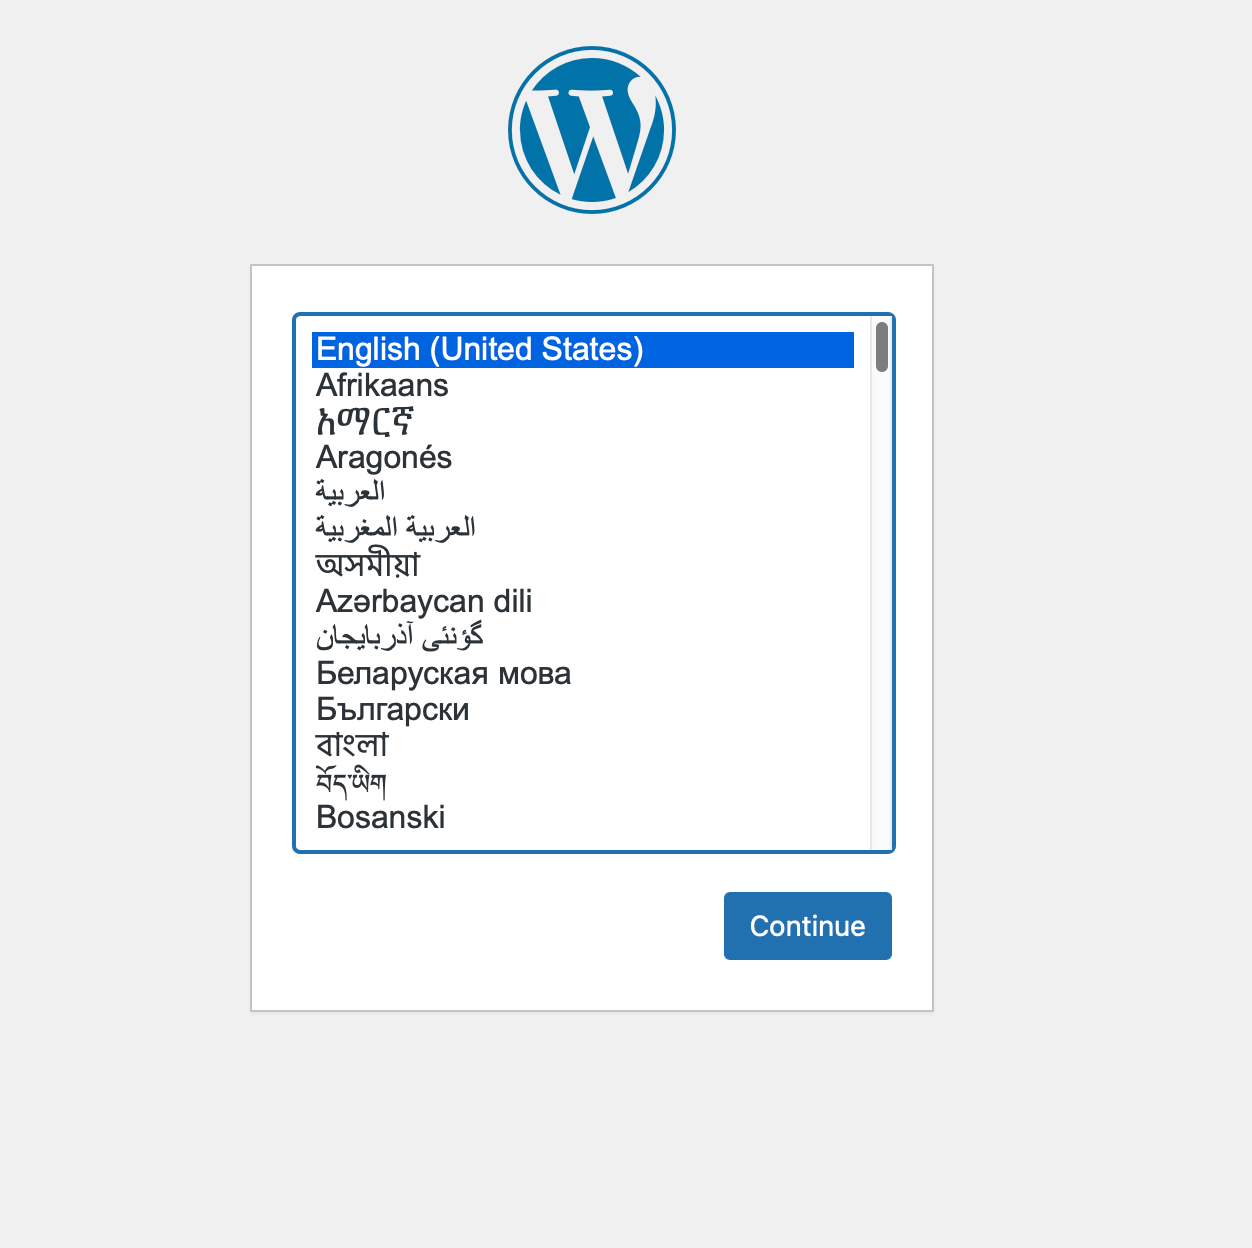 English (United States)
Afrikaans
አማርኛ
Aragonés
العربية
العربية المغربية
অসমীয়া
Azərbaycan dili
گؤنئی آذربایجان
Беларуская мова
Български
বাংলা
བོད་ཡིག
Bosanski
Continue